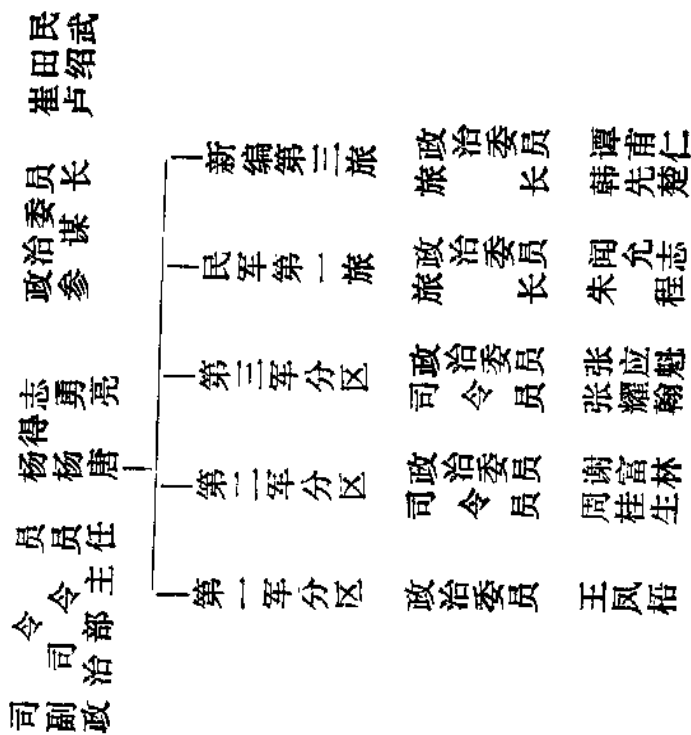 司令员 杨得志 政治委员 崔田民
副司令员 杨勇 参谋长 卢绍武
政治部主任 唐亮
第一军分区
政治委员 王凤梧
第二军分区
司令员 周桂生
政治委员 谢富林
第三军分区
司令员 张耀翰
政治委员 张应魁
民军第一旅
旅长 朱程
政治委员 闻允志
新编第三旅
旅长 韩先楚
政治委员 谭甫仁